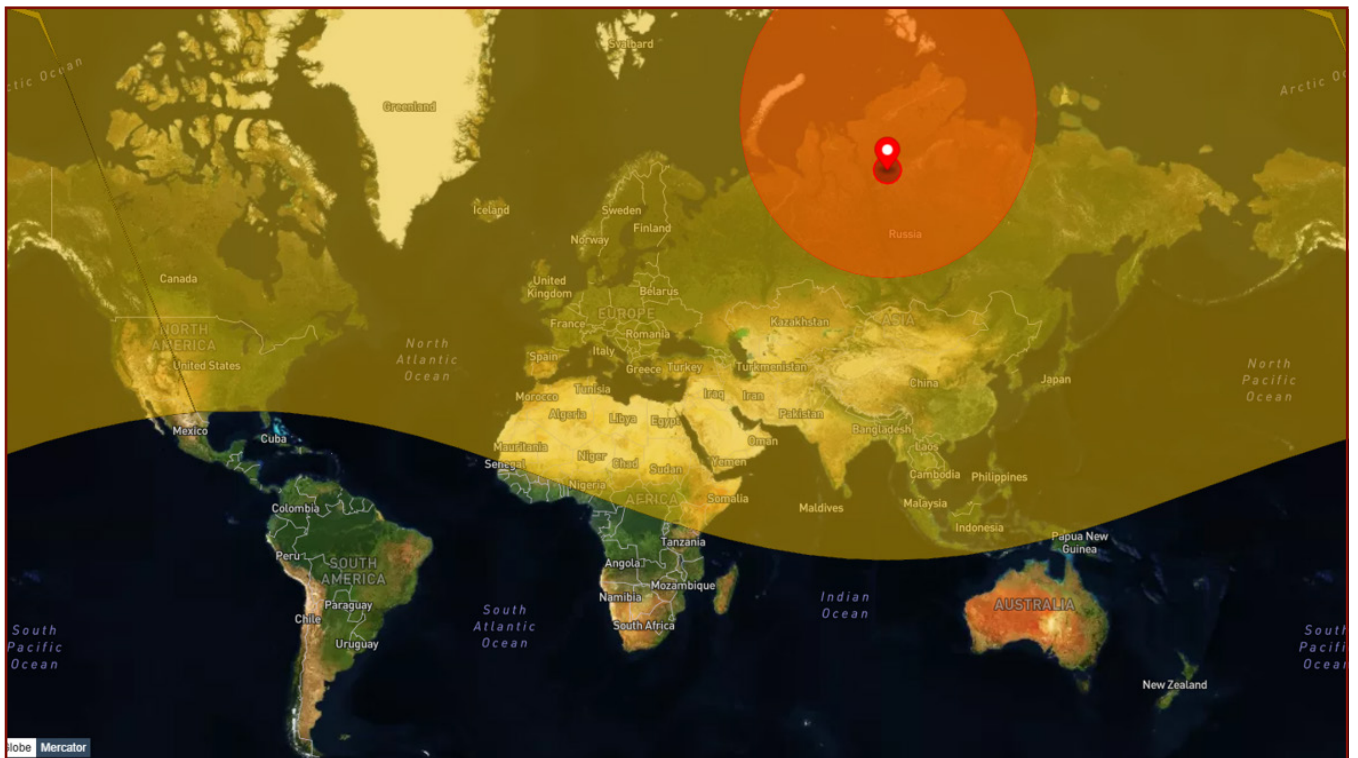 Svalbard
Arctic Ocean
ctic Ocean
Greenland
Arctic Oc
Iceland
Sweden
Finland
Norway
Russia
Canada
United
Kingdom
Belarus
EUROPE
France
Romania
Kazakhstan
ASIA
NORTH
AMERICA
United States
North
Atlantic
Ocean
Spain
Italy
Greece
Turkey
Turkmenistan
China
Japan
North
Pacific
Ocean
Morocco
Tunisia
Algeria
Libya
Egypt
Iraq
Iran
Pakistan
Mexico
Cuba
Mauritania
Niger
Chad
Sudan
Oman
Yemen
Bangladesh
Laos
Senegal
Nigeria
AFRICA
Somalia
Maldives
Cambodia
Philippines
Malaysia
Colombia
Indonesia
Papua New
Guinea
Peru
SOUTH
AMERICA
Tanzania
Angola
Mozambique
Namibia
Indian
Ocean
AUSTRALIA
Paraguay
Chile
Uruguay
South
Atlantic
Ocean
South Africa
South
Pacific
Ocean
South
Pacifi
Ocean
New Zealand
Globe
Mercator